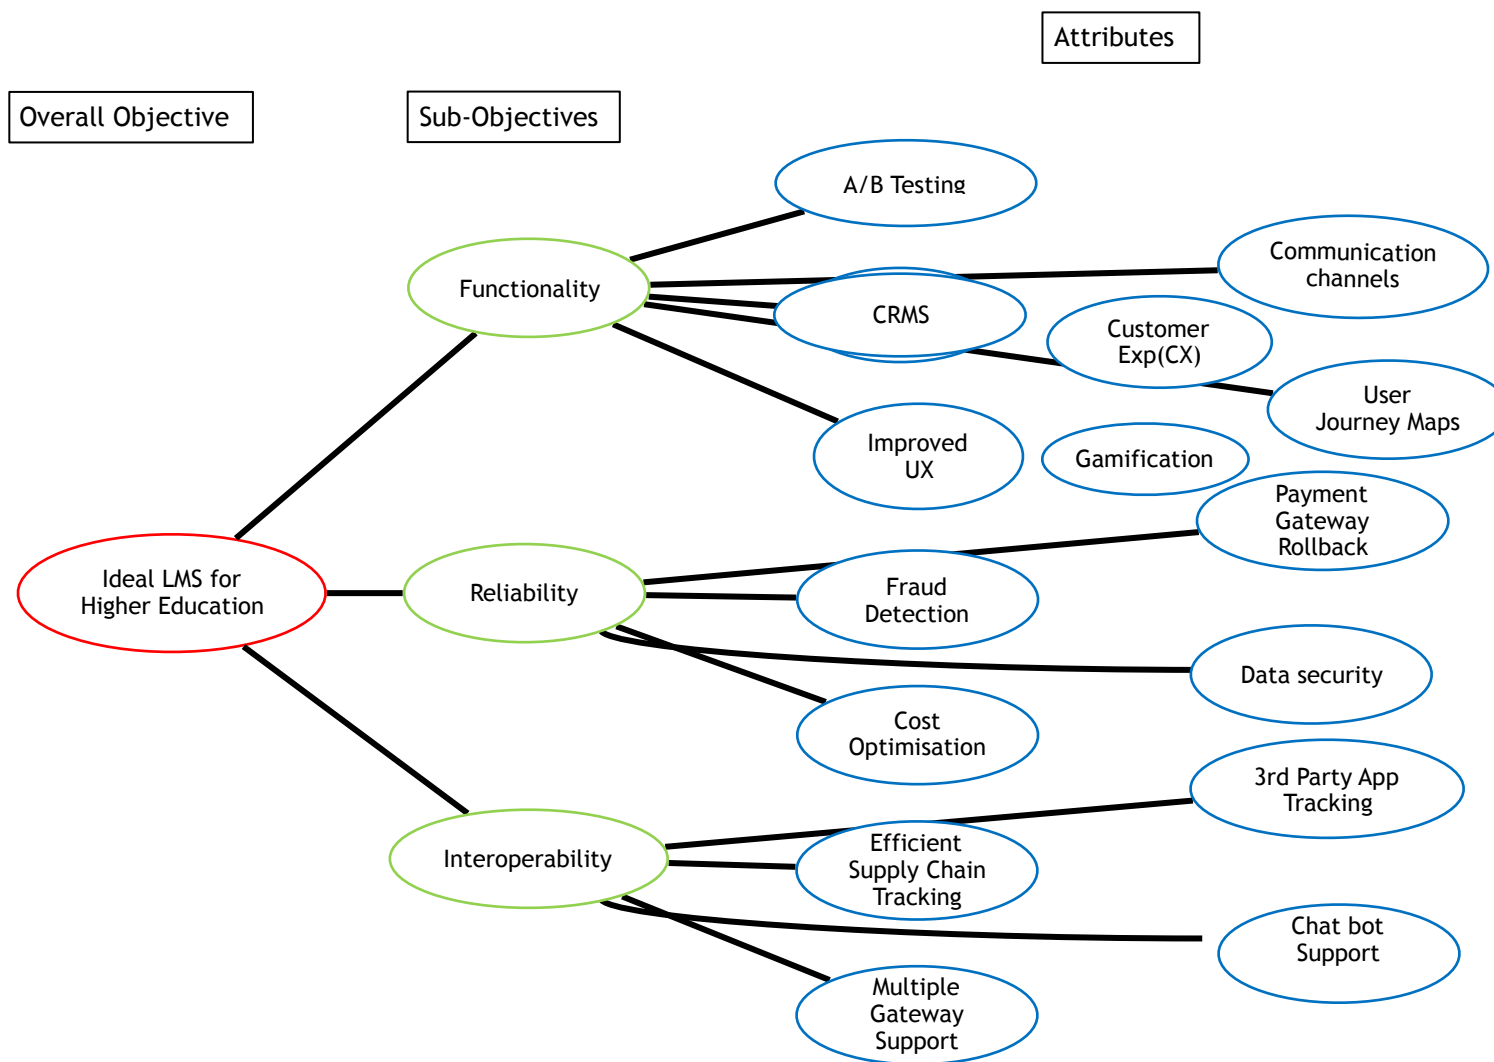 Attributes
Overall Objective
Sub-Objectives
A/B Testing
Communication
channels
Functionality
CRMS
Customer
Exp(CX)
User
Journey Maps
Improved
UX
Gamification
Payment
Gateway
Rollback
Ideal LMS for
Higher Education
Reliability
Fraud
Detection
Data security
Cost
Optimisation
3rd Party App
Tracking
Interoperability
Efficient
Supply Chain
Tracking
Chat bot
Support
Multiple
Gateway
Support